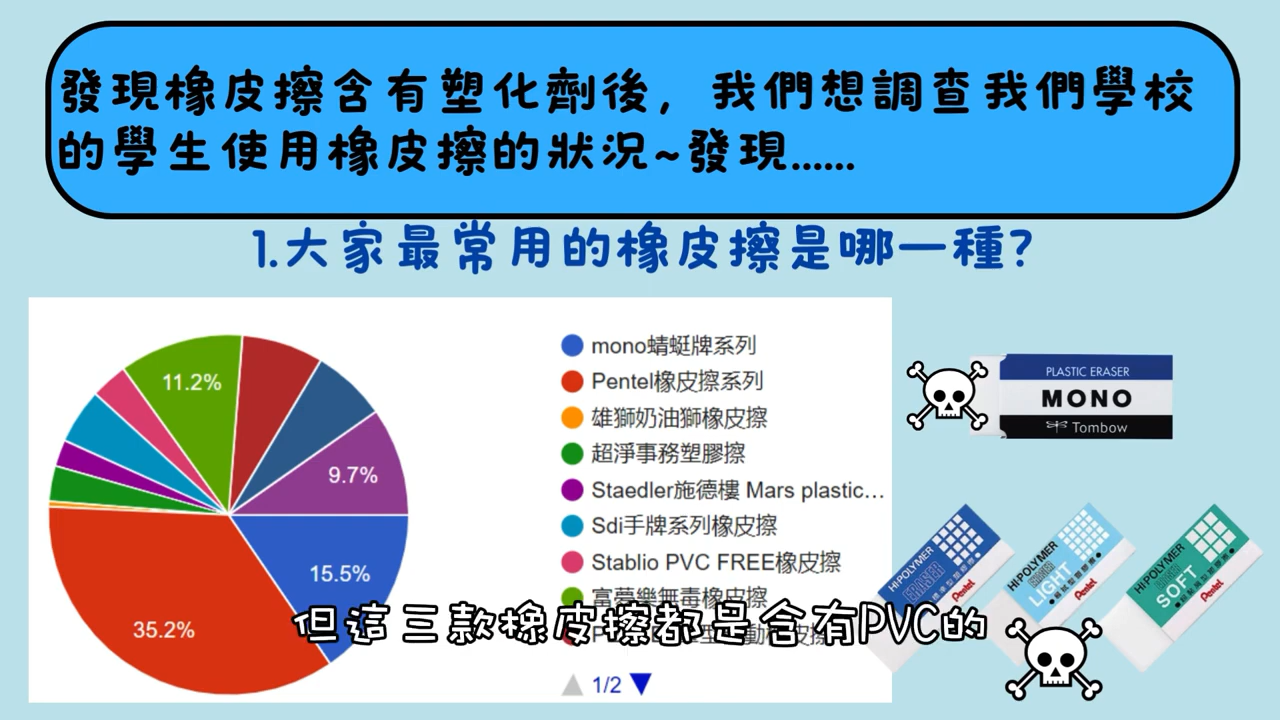 發現橡皮擦含有塑化劑後，我們想調查我們學校
的學生使用橡皮擦的狀況~發現......
1.大家最常用的橡皮擦是哪一種?
11.2%
9.7%
15.5%
35.2%
mono蜻蜓牌系列
Pentel橡皮擦系列
雄獅奶油獅橡皮擦
超淨事務塑膠擦
Staedler施德樓 Mars plastic...
Sdi手牌系列橡皮擦
Stablio PVC FREE橡皮擦
富夢樂無毒橡皮擦
1/2
PLASTIC ERASER
MONO
Tombow
HI-POLYMER
ERASER
Pentel
HI-POLYMER
ERASER
LIGHT
Pentel
HI-POLYMER
ERASER
SOFT
Pentel
但這三款橡皮擦都是含有PVC的